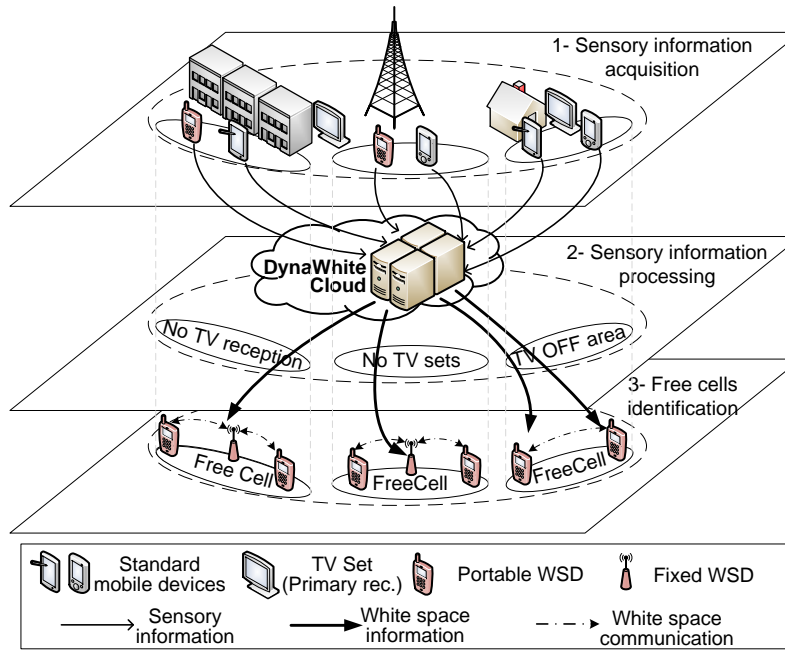 1- Sensory information
acquisition
DynaWhite
Cloud
2- Sensory information
processing
No TV reception
No TV sets
TV OFF area
3- Free cells
identification
Free Cell
FreeCell
FreeCell
Standard
mobile devices
TV Set
(Primary rec.)
Portable WSD
Fixed WSD
Sensory
information
White space
information
White space
communication